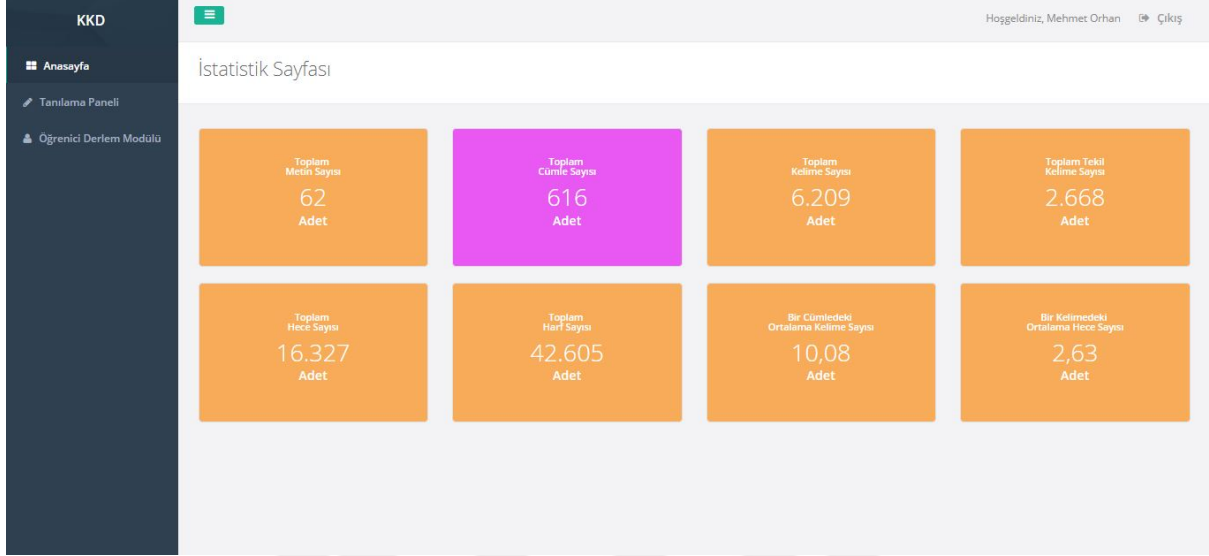 KKD
Hoşgeldiniz, Mehmet Orhan
Çıkış
Anasayfa
Tanılama Paneli
Öğrenici Derlem Modülü
İstatistik Sayfası
Toplam
Metin Sayısı
62
Adet
Toplam
Cümle Sayısı
616
Adet
Toplam
Kelime Sayısı
6.209
Adet
Toplam Tekil
Kelime Sayısı
2.668
Adet
Toplam
Hece Sayısı
16.327
Adet
Toplam
Harf Sayısı
42.605
Adet
Bir Cümledeki
Ortalama Kelime Sayısı
10,08
Adet
Bir Kelimedeki
Ortalama Hece Sayısı
2,63
Adet